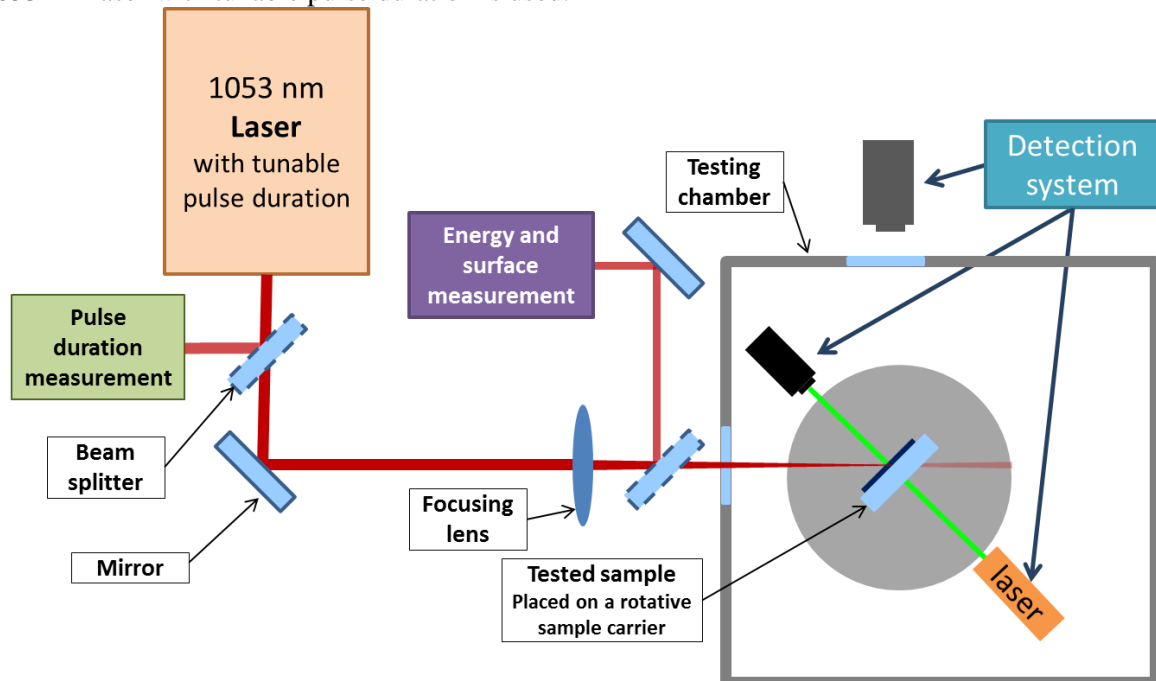 1053 nm
Laser
with tunable
pulse duration
Testing
chamber
Detection
system
Energy and
surface
measurement
Pulse
duration
measurement
Beam
splitter
Mirror
Focusing
lens
Tested sample
Placed on a rotative
sample carrier
laser